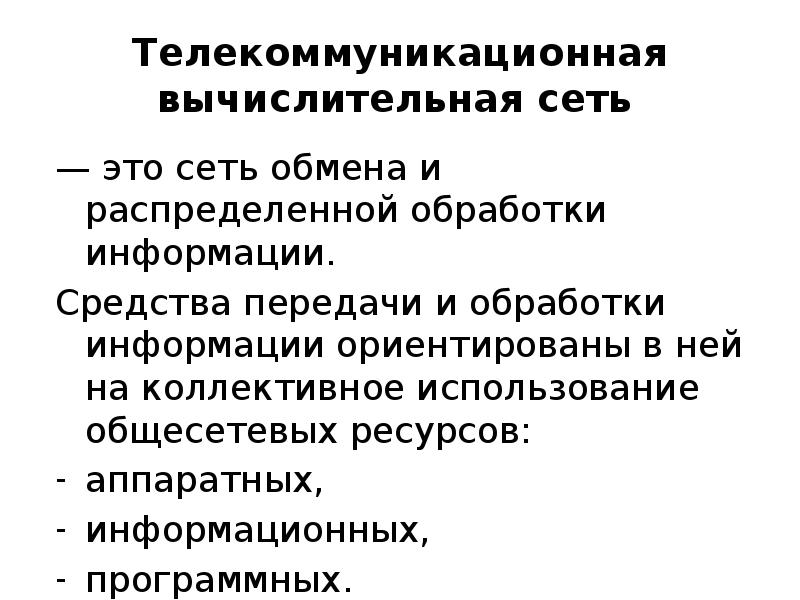 Телекоммуникационная
вычислительная сеть
— это сеть обмена и
распределенной обработки
информации.
Средства передачи и обработки
информации ориентированы в ней
на коллективное использование
общесетевых ресурсов:
- аппаратных,
- информационных,
- программных.